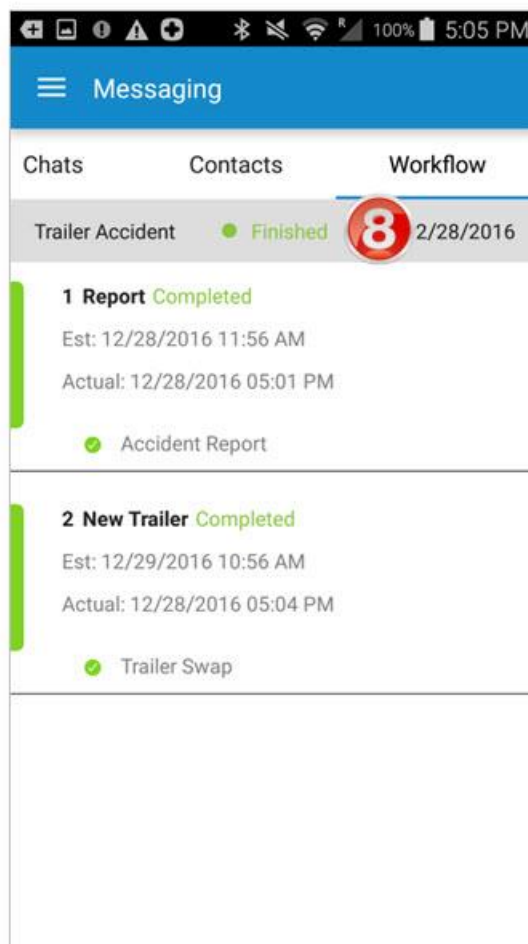 100% 5:05 PM
Messaging
Chats Contacts Workflow
Trailer Accident Finished 8 2/28/2016
1 Report Completed
Est: 12/28/2016 11:56 AM
Actual: 12/28/2016 05:01 PM
Accident Report
2 New Trailer Completed
Est: 12/29/2016 10:56 AM
Actual: 12/28/2016 05:04 PM
Trailer Swap